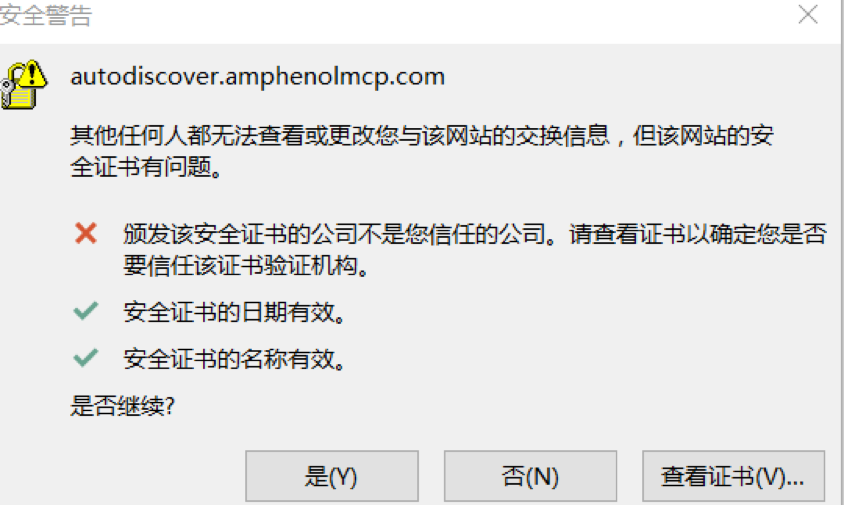 安全警告
autodiscover.amphenolmcp.com
其他任何人都无法查看或更改您与该网站的交换信息，但该网站的安
全证书有问题。
颁发该安全证书的公司不是您信任的公司。请查看证书以确定您是否
要信任该证书验证机构。
安全证书的日期有效。
安全证书的名称有效。
是否继续?
是(Y)
否(N)
查看证书(V)...